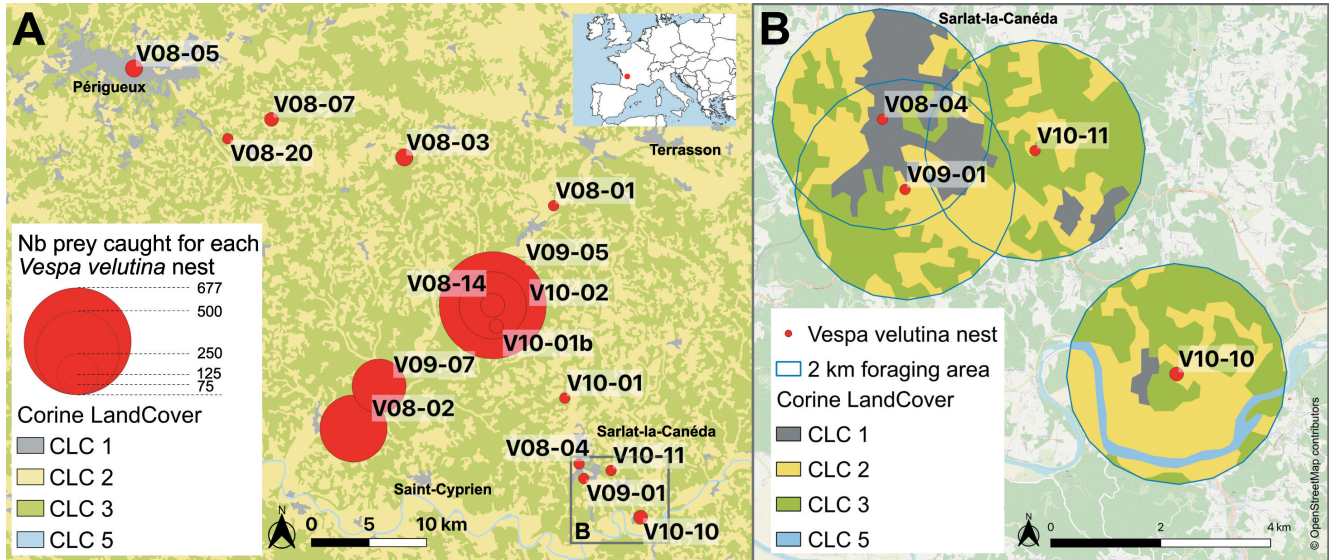 A
V08-05
Périgueux
V08-07
V08-20
V08-03
Terrasson
V08-01
V09-05
V08-14
V10-02
V10-01b
V09-07
V08-02
V10-01
Sarlat-la-Canéda
V08-04
V10-11
V09-01
V10-10
B
Saint-Cyprien
Nb prey caught for each
Vespa velutina nest
677
500
250
125
75
Corine LandCover
CLC 1
CLC 2
CLC 3
CLC 5
N
0 5 10 km
B
Sarlat-la-Canéda
V08-04
V10-11
V09-01
V10-10
Vespa velutina nest
2 km foraging area
Corine LandCover
CLC 1
CLC 2
CLC 3
CLC 5
N
0 2 4 km
© OpenStreetMap contributors